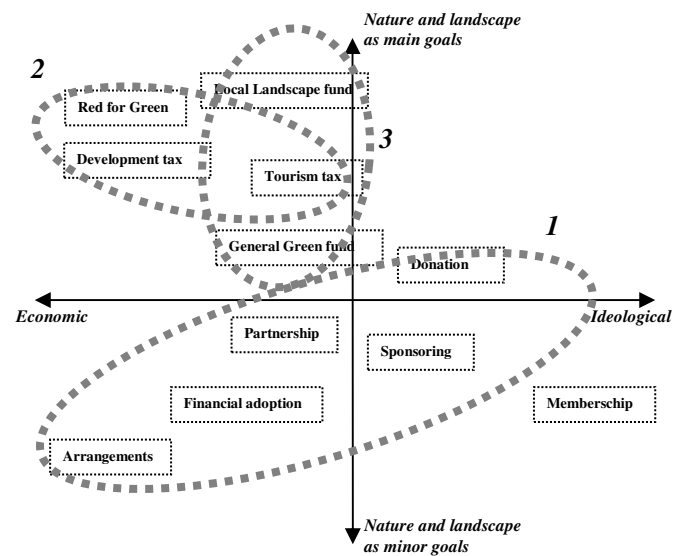 Nature and landscape
as main goals
2
Local Landscape fund
Red for Green
3
Development tax
Tourism tax
1
General Green fund
Donation
Economic
Ideological
Partnership
Sponsoring
Financial adoption
Memberschip
Arrangements
Nature and landscape
as minor goals